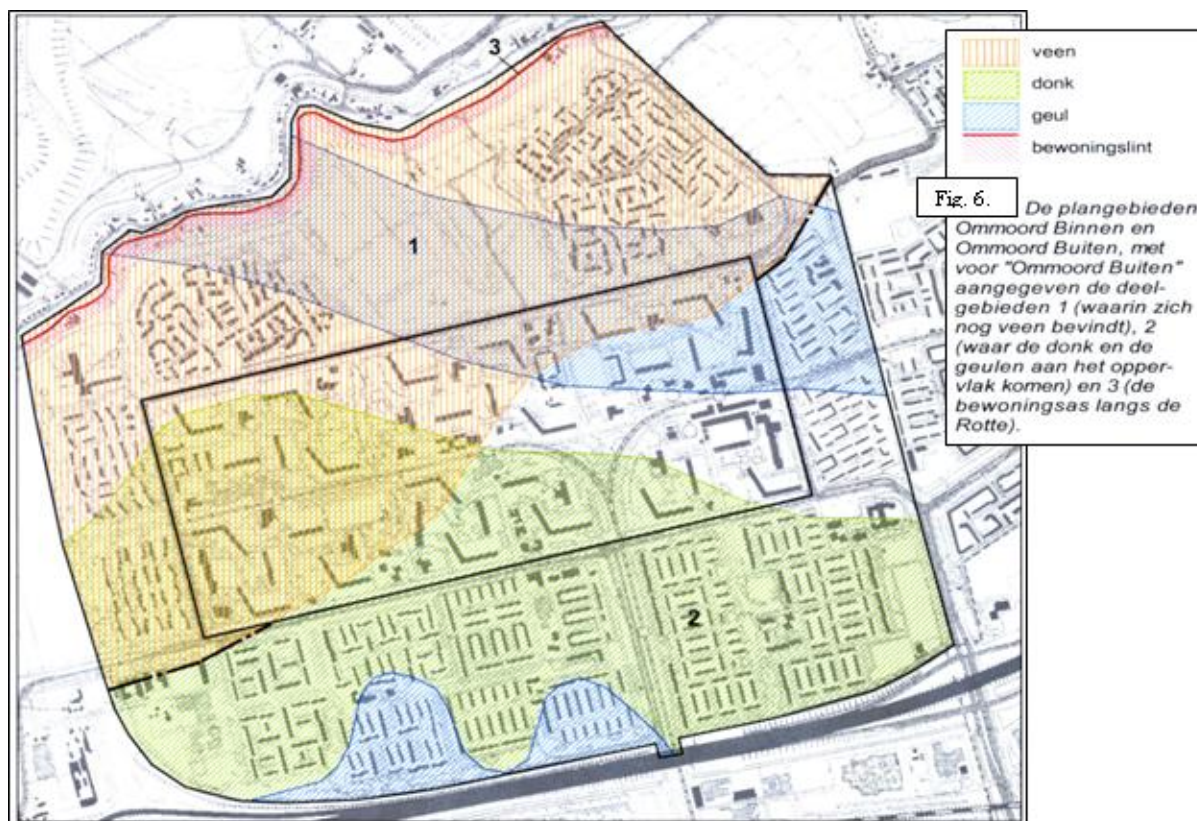 3
1
2
veen
donk
geul
bewoningslint
Fig. 6.
De plangebieden
Ommoord Binnen en
Ommoord Buiten, met
voor "Ommoord Buiten"
aangegeven de deel-
gebieden 1 (waarin zich
nog veen bevindt), 2
(waar de donk en de
geulen aan het opper-
vlak komen) en 3 (de
bewoningsas langs de
Rotte).